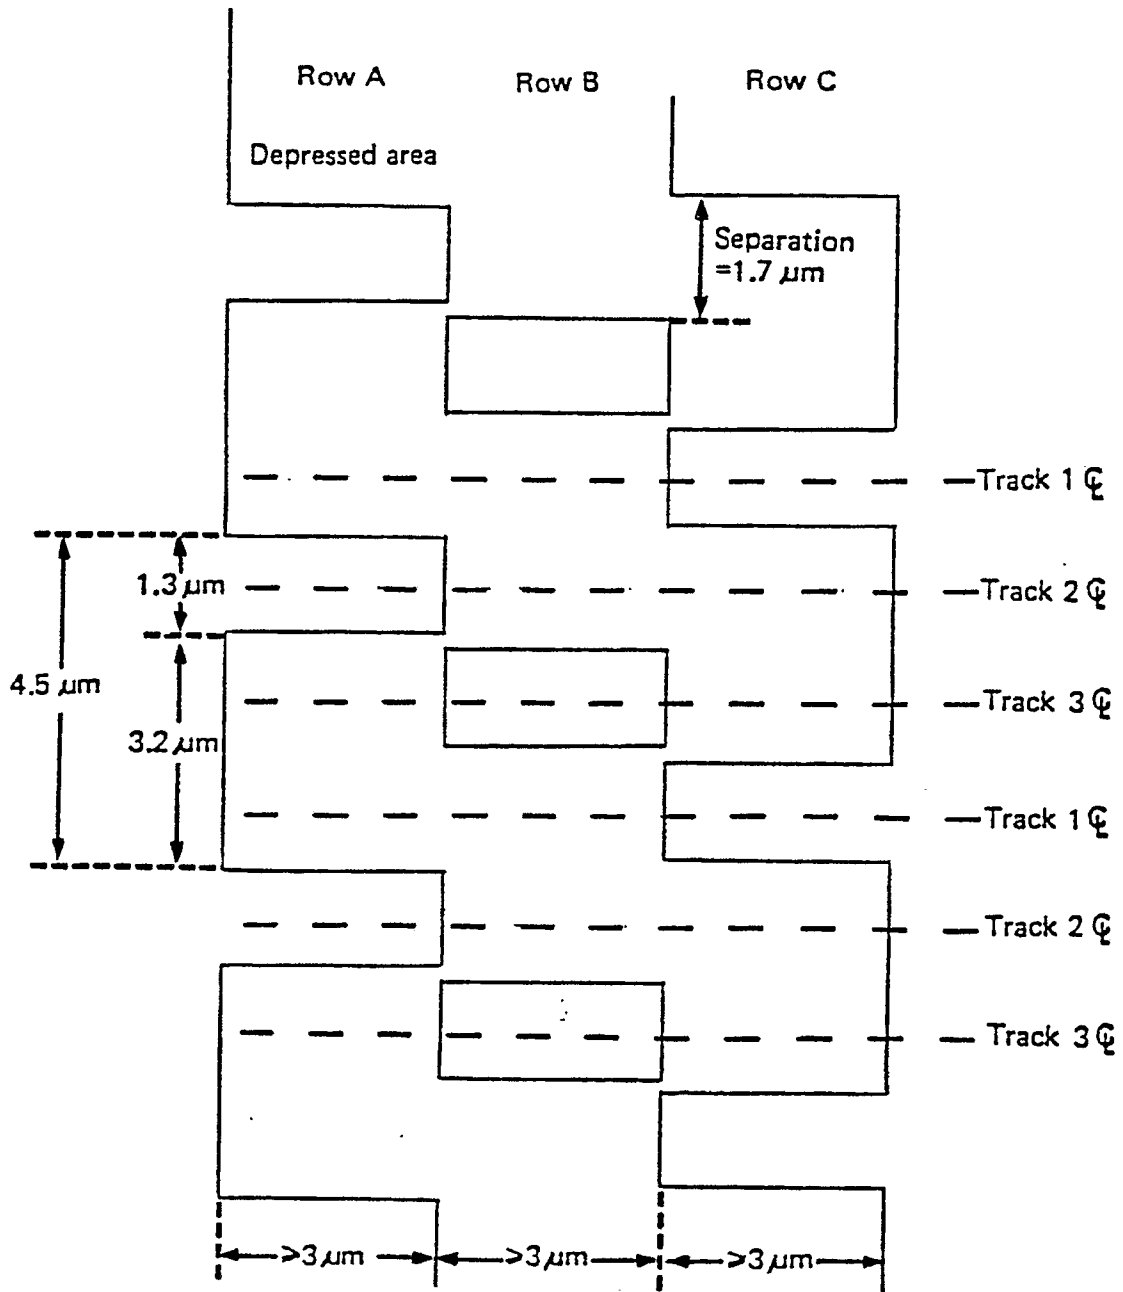 Row A
Row B
Row C
Depressed area
Separation
=1.7 µm
Track 1 ℄
1.3 µm
Track 2 ℄
4.5 µm
Track 3 ℄
3.2 µm
Track 1 ℄
Track 2 ℄
Track 3 ℄
⩾3 µm
⩾3 µm
⩾3 µm